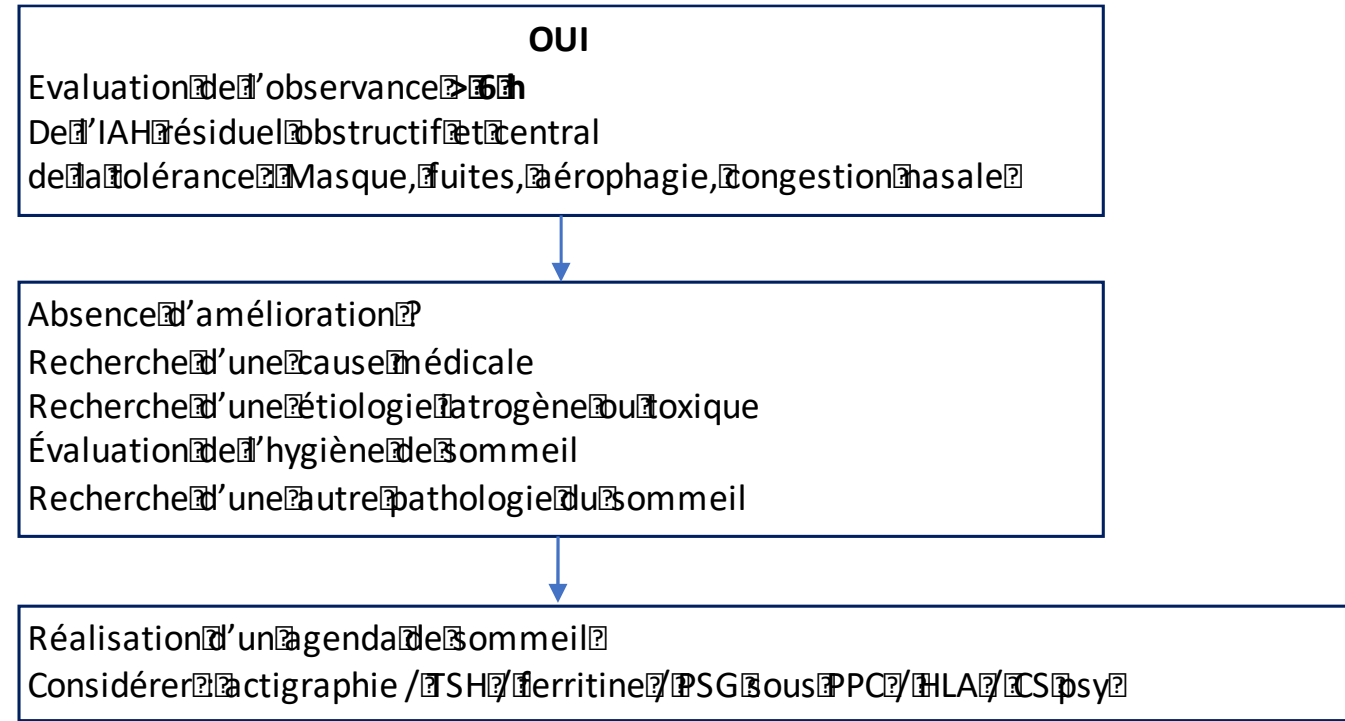 OUI
Evaluation de l'observance > 6 h
De l'IAH résiduel obstructif et central
de la tolérance : Masque, fuites, aérophagie, congestion nasale
Absence d'amélioration ?
Recherche d'une cause médicale
Recherche d'une étiologie iatrogène ou toxique
Évaluation de l'hygiène de sommeil
Recherche d'une autre pathologie du sommeil
Réalisation d'un agenda de sommeil
Considérer : actigraphie / TSH / ferritine / PSG sous PPC / HLA / CS psy